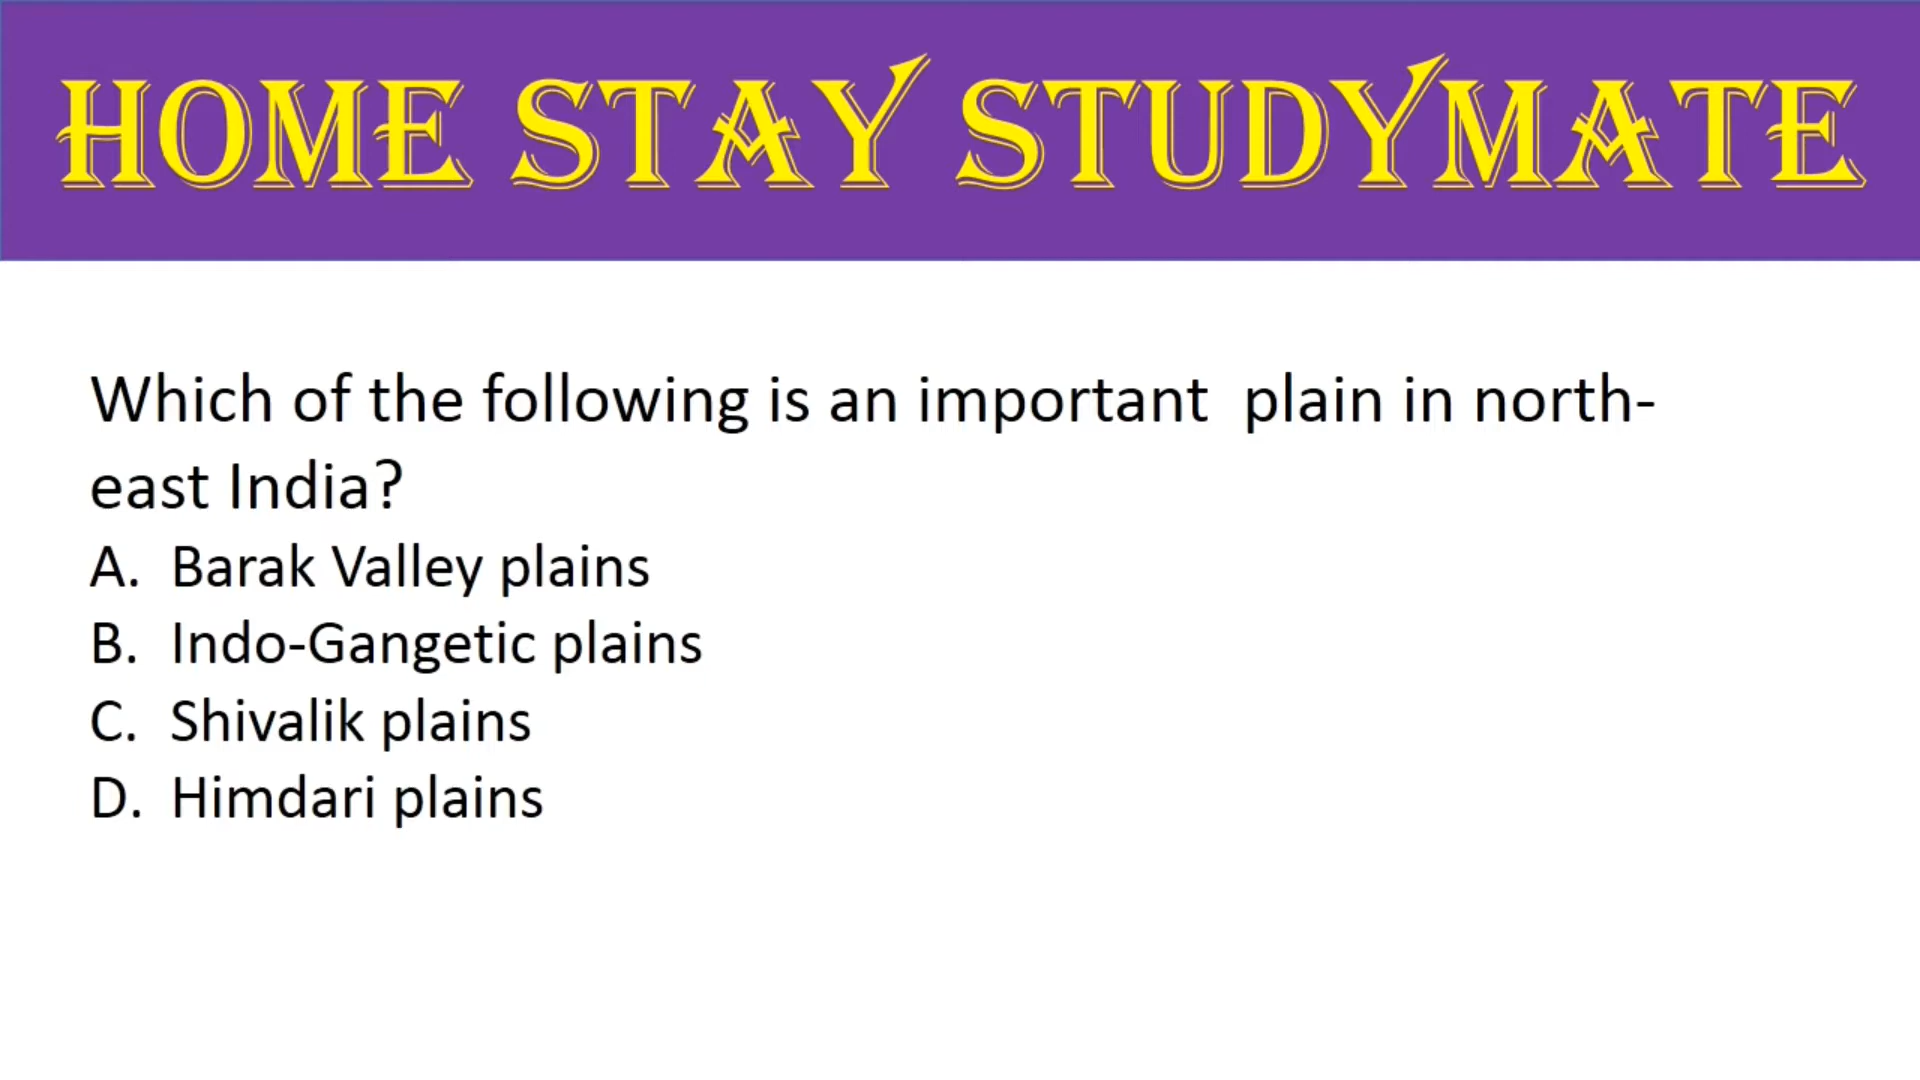 HOME STAY STUDYMATE
Which of the following is an important  plain in north-
east India?
A. Barak Valley plains
B. Indo-Gangetic plains
C. Shivalik plains
D. Himdari plains